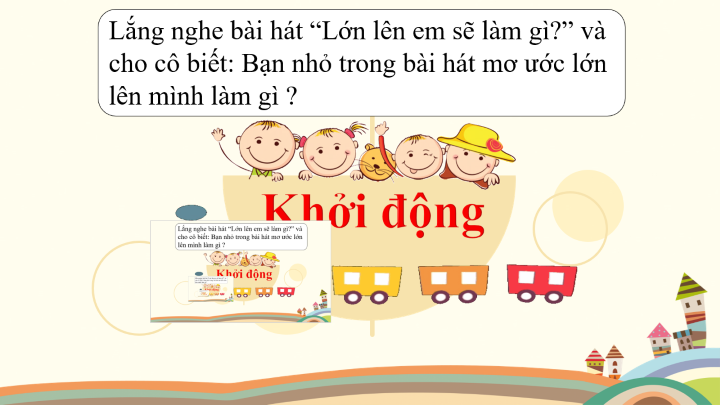 Lắng nghe bài hát “Lớn lên em sẽ làm gì?” và
cho cô biết: Bạn nhỏ trong bài hát mơ ước lớn
lên mình làm gì ?
Khởi động
Lắng nghe bài hát “Lớn lên em sẽ làm gì?” và
cho cô biết: Bạn nhỏ trong bài hát mơ ước lớn
lên mình làm gì ?
Khởi động